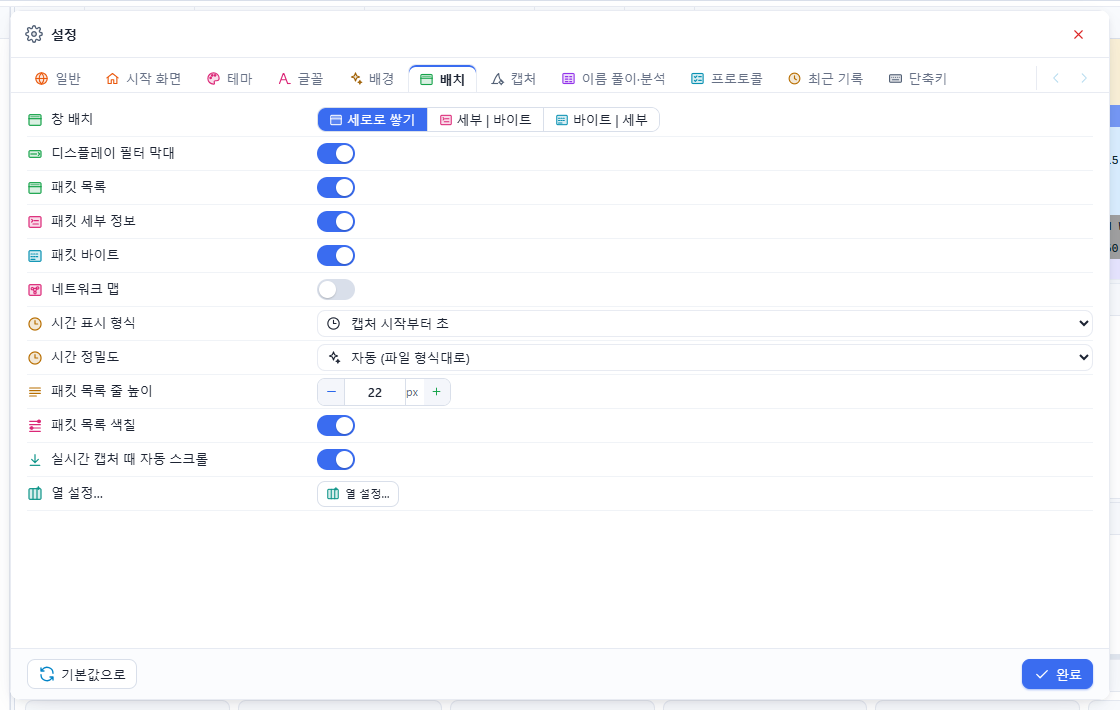 설정
일반 시작 화면 테마 글꼴 배경 배치 캡처 이름 풀이·분석 프로토콜 최근 기록 단축키
창 배치 세로로 쌓기 세부 | 바이트 바이트 | 세부
디스플레이 필터 막대
패킷 목록
패킷 세부 정보
패킷 바이트
네트워크 맵
시간 표시 형식 캡처 시작부터 초
시간 정밀도 자동 (파일 형식대로)
패킷 목록 줄 높이 22 px
패킷 목록 색칠
실시간 캡처 때 자동 스크롤
열 설정... 열 설정...
기본값으로 완료